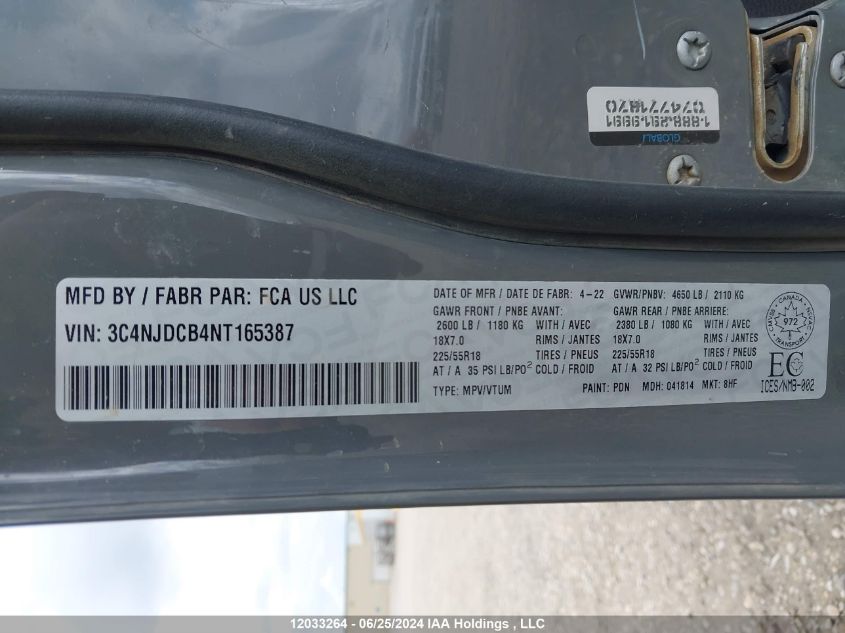 GLOBALI
1-888-291-9991
074771870
MFD BY / FABR PAR: FCA US LLC
VIN: 3C4NJDCB4NT165387
DATE OF MFR / DATE DE FABR: 4-22 GVWR/PNBV: 4650 LB / 2110 KG
GAWR FRONT / PNBE AVANT: GAWR REAR / PNBE ARRIERE:
2600 LB / 1180 KG WITH / AVEC 2380 LB / 1080 KG WITH / AVEC
18X7.0 RIMS / JANTES 18X7.0 RIMS / JANTES
225/55R18 TIRES / PNEUS 225/55R18 TIRES / PNEUS
AT / A 35 PSI LB/PO² COLD / FROID AT / A 32 PSI LB/PO² COLD / FROID
TYPE: MPV/VTUM PAINT: PDN MDH: 041814 MKT: 8HF
CANADA
972
TRANSPORT
EC
ICES/NMB-002
12033264 - 06/25/2024 IAA Holdings , LLC